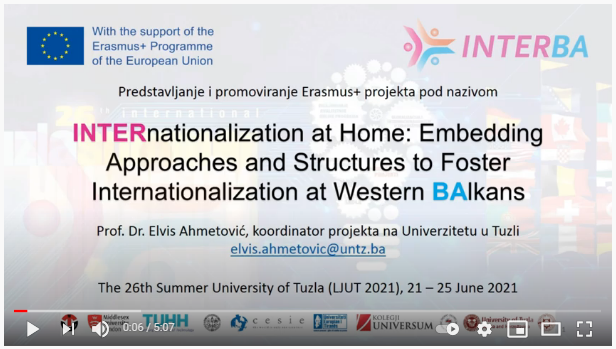 With the support of the
Erasmus+ Programme
of the European Union
INTERBA
international
Predstavljanje i promoviranje Erasmus+ projekta pod nazivom
INTERnationalization at Home: Embedding
Approaches and Structures to Foster
Internationalization at Western BAlkans
Prof. Dr. Elvis Ahmetović, koordinator projekta na Univerzitetu u Tuzli
elvis.ahmetovic@untz.ba
The 26th Summer University of Tuzla (LJUT 2021), 21 – 25 June 2021
Middlesex
TUHH
cesie
KOLEGJI
UNIVERSUM
0:06 / 5:07